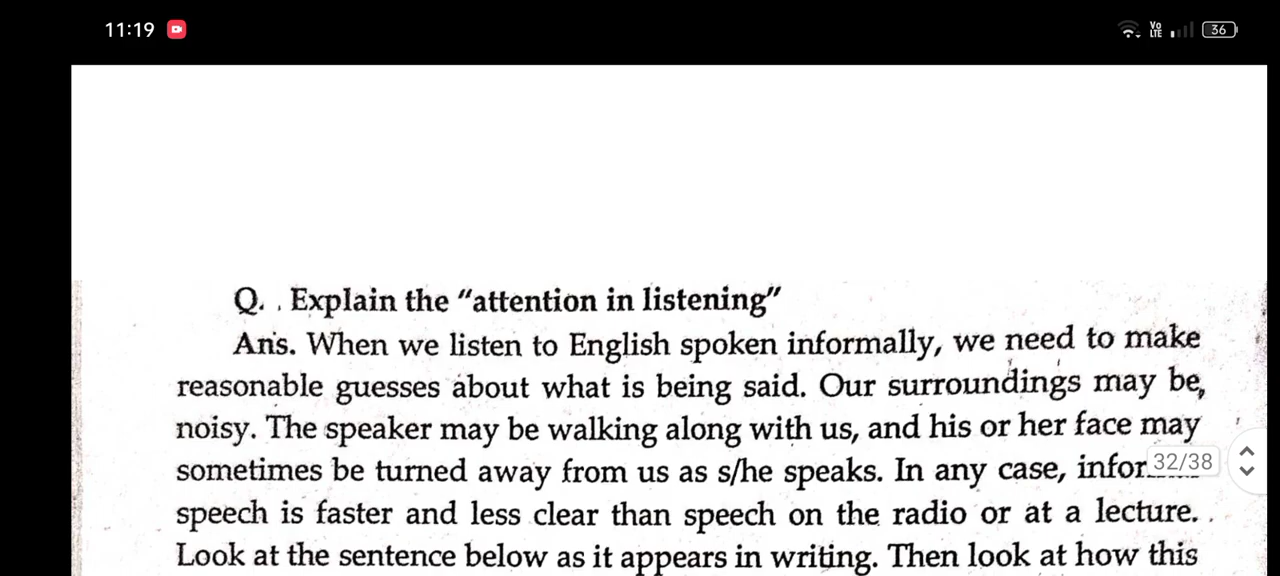 11:19
Vo
LTE
36
Q. . Explain the “attention in listening”
Ans. When we listen to English spoken informally, we need to make
reasonable guesses about what is being said. Our surroundings may be,
noisy. The speaker may be walking along with us, and his or her face may
sometimes be turned away from us as s/he speaks. In any case,
32/38
speech is faster and less clear than speech on the radio or at a lecture. .
Look at the sentence below as it appears in writing. Then look at how this